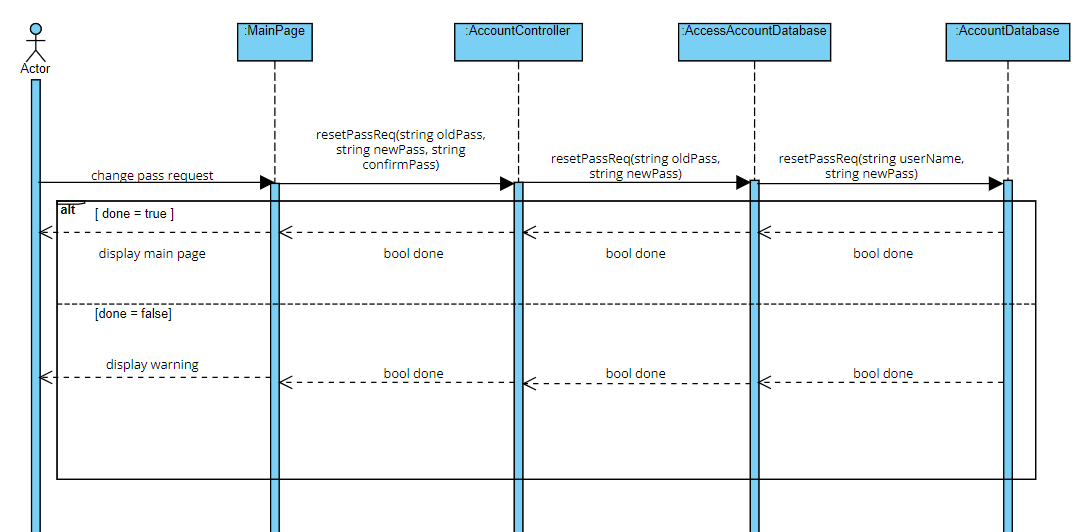 :MainPage
:AccountController
:AccessAccountDatabase
:AccountDatabase
Actor
resetPassReq(string oldPass,
string newPass, string
confirmPass)
resetPassReq(string oldPass,
string newPass)
resetPassReq(string userName,
string newPass)
change pass request
alt
[ done = true ]
display main page
bool done
bool done
bool done
[done = false]
display warning
bool done
bool done
bool done